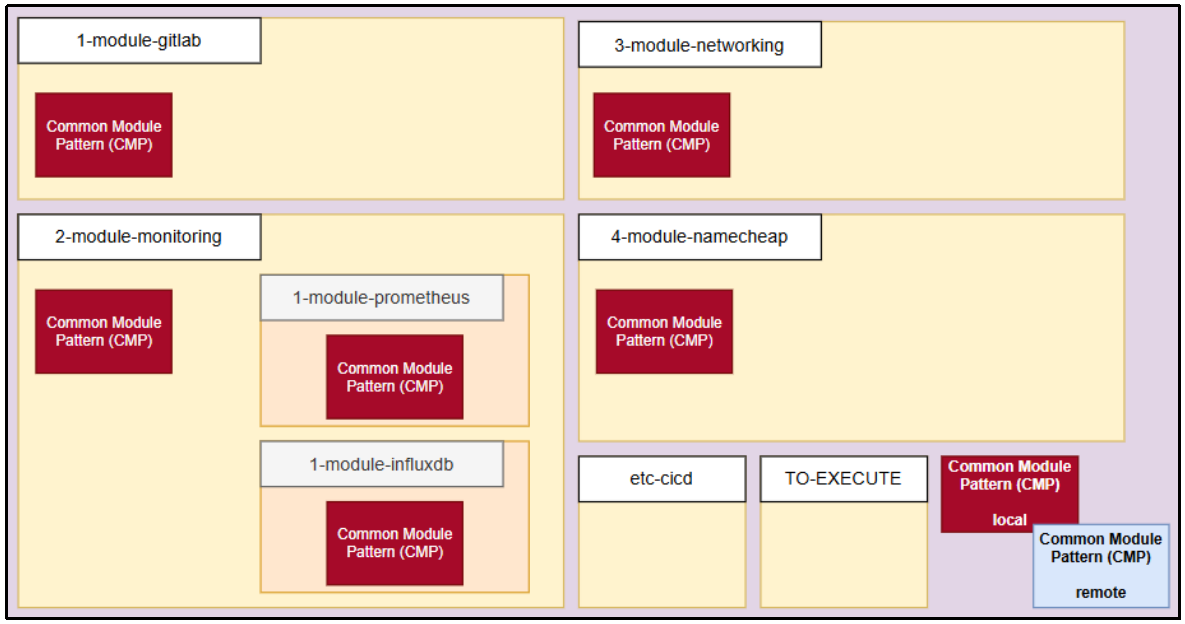 1-module-gitlab
Common Module
Pattern (CMP)
3-module-networking
Common Module
Pattern (CMP)
2-module-monitoring
Common Module
Pattern (CMP)
1-module-prometheus
Common Module
Pattern (CMP)
1-module-influxdb
Common Module
Pattern (CMP)
4-module-namecheap
Common Module
Pattern (CMP)
etc-cicd
TO-EXECUTE
Common Module
Pattern (CMP)
local
Common Module
Pattern (CMP)
remote